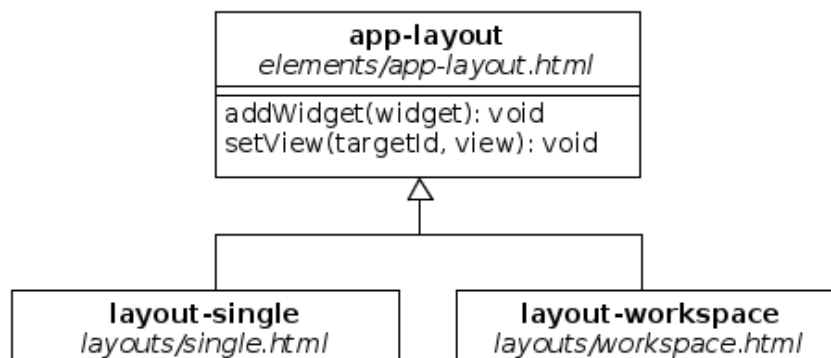 app-layout
elements/app-layout.html
addWidget(widget): void
setView(targetId, view): void
layout-single
layouts/single.html
layout-workspace
layouts/workspace.html